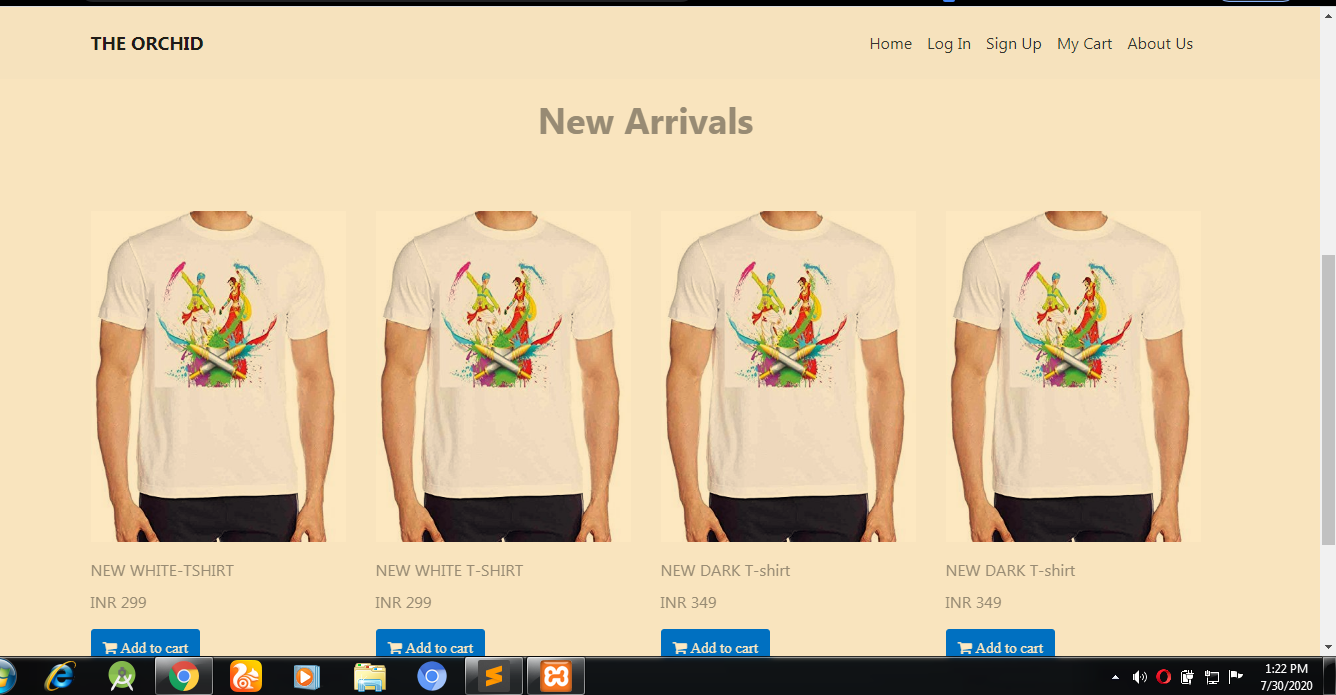 THE ORCHID
Home Log In Sign Up My Cart About Us
New Arrivals
NEW WHITE-TSHIRT
INR 299
Add to cart
NEW WHITE T-SHIRT
INR 299
Add to cart
NEW DARK T-shirt
INR 349
Add to cart
NEW DARK T-shirt
INR 349
Add to cart
1:22 PM
7/30/2020